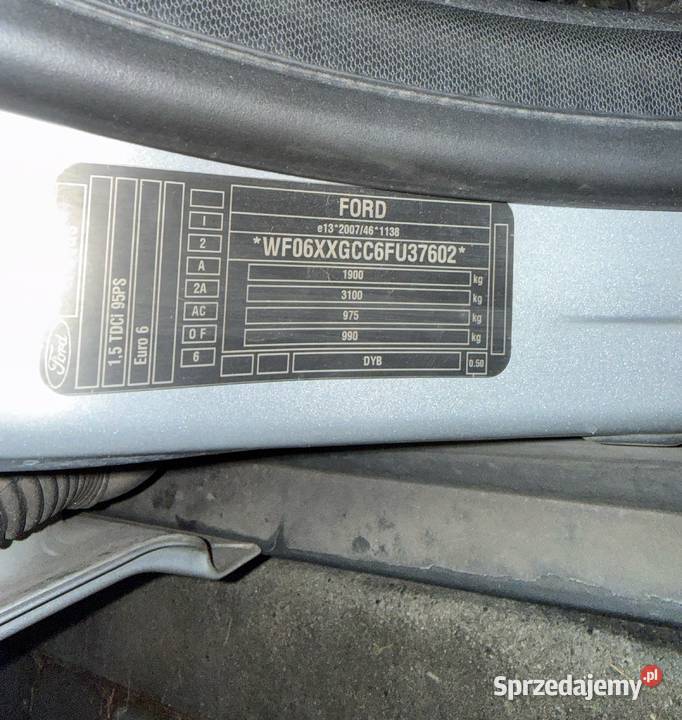 FORD
e13*2007/46*1138
*WF06XXGCC6FU37602*
1900 kg
3100 kg
975 kg
990 kg
DYB
0.50
I
2
A
2A
AC
0 F
6
1.5 TDCi 95PS
Euro 6
Ford
Sprzedajemy.pl